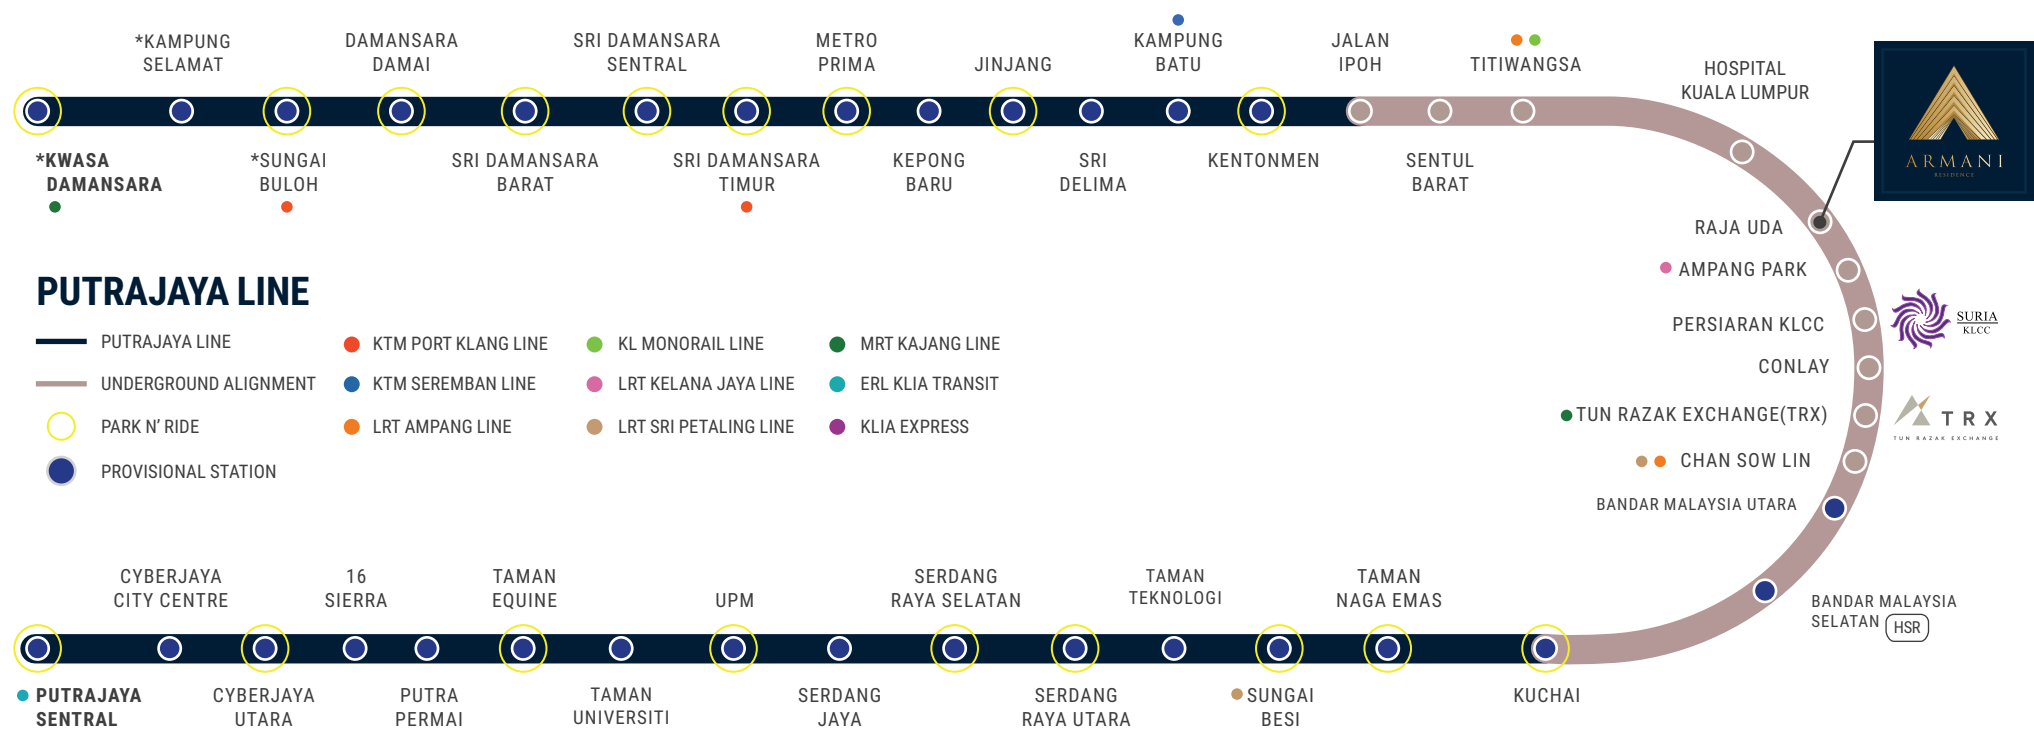 *KAMPUNG
SELAMAT
DAMANSARA
DAMAI
SRI DAMANSARA
SENTRAL
METRO
PRIMA
JINJANG
KAMPUNG
BATU
JALAN
IPOH
TITIWANGSA
HOSPITAL
KUALA LUMPUR
*KWASA
DAMANSARA
*SUNGAI
BULOH
SRI DAMANSARA
BARAT
SRI DAMANSARA
TIMUR
KEPONG
BARU
SRI
DELIMA
KENTONMEN
SENTUL
BARAT
ARMANI
RESIDENCE
RAJA UDA
AMPANG PARK
PERSIARAN KLCC
SURIA
KLCC
CONLAY
TUN RAZAK EXCHANGE(TRX)
TRX
TUN RAZAK EXCHANGE
CHAN SOW LIN
BANDAR MALAYSIA UTARA
BANDAR MALAYSIA
SELATAN HSR
PUTRAJAYA LINE
PUTRAJAYA LINE
UNDERGROUND ALIGNMENT
PARK N' RIDE
PROVISIONAL STATION
KTM PORT KLANG LINE
KTM SEREMBAN LINE
LRT AMPANG LINE
KL MONORAIL LINE
LRT KELANA JAYA LINE
LRT SRI PETALING LINE
MRT KAJANG LINE
ERL KLIA TRANSIT
KLIA EXPRESS
CYBERJAYA
CITY CENTRE
16
SIERRA
TAMAN
EQUINE
UPM
SERDANG
RAYA SELATAN
TAMAN
TEKNOLOGI
TAMAN
NAGA EMAS
PUTRAJAYA
SENTRAL
CYBERJAYA
UTARA
PUTRA
PERMAI
TAMAN
UNIVERSITI
SERDANG
JAYA
SERDANG
RAYA UTARA
SUNGAI
BESI
KUCHAI